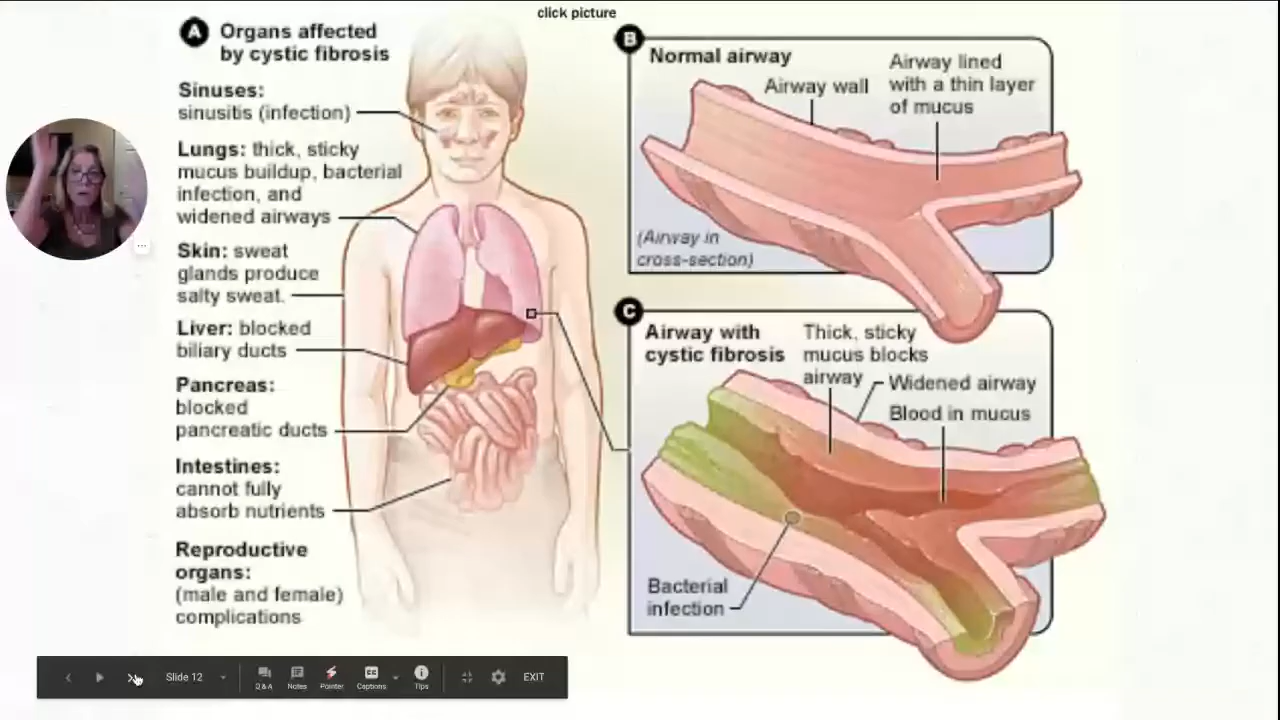 click picture
A
Organs affected
by cystic fibrosis
Sinuses:
sinusitis (infection)
Lungs: thick, sticky
mucus buildup, bacterial
infection, and
widened airways
Skin: sweat
glands produce
salty sweat.
Liver: blocked
biliary ducts
Pancreas:
blocked
pancreatic ducts
Intestines:
cannot fully
absorb nutrients
Reproductive
organs:
(male and female)
complications
B
Normal airway
Airway wall
Airway lined
with a thin layer
of mucus
(Airway in
cross-section)
C
Airway with
cystic fibrosis
Thick, sticky
mucus blocks
airway
Widened airway
Blood in mucus
Bacterial
infection
Slide 12
Q & A
Notes
Pointer
CC
Captions
Tips
EXIT